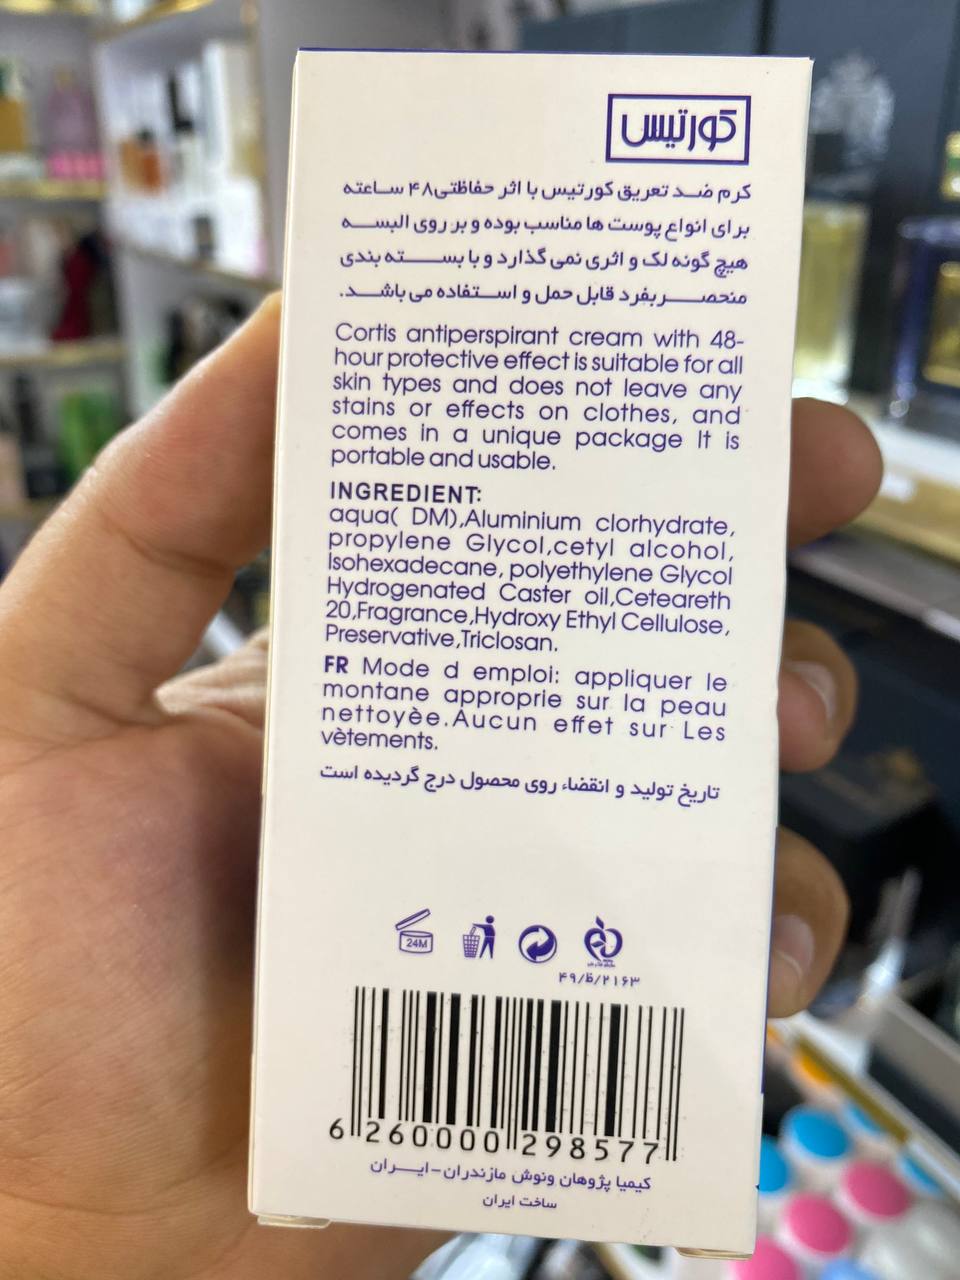 کورتیس
کرم ضد تعریق کورتیس با اثر حفاظتی۴۸ ساعته
برای انواع پوست ها مناسب بوده و بر روی البسه
هیچ گونه لک و اثری نمی گذارد و با بسته بندی
منحصربفرد قابل حمل و استفاده می باشد.
Cortis antiperspirant cream with 48-
hour protective effect is suitable for all
skin types and does not leave any
stains or effects on clothes, and
comes in a unique package It is
portable and usable.
INGREDIENT:
aqua( DM),Aluminium clorhydrate,
propylene Glycol,cetyl alcohol,
Isohexadecane, polyethylene Glycol
Hydrogenated Caster oil,Ceteareth
20,Fragrance,Hydroxy Ethyl Cellulose,
Preservative,Triclosan.
FR Mode d emploi: appliquer le
montane approprie sur la peau
nettoyèe.Aucun effet sur Les
vètements.
تاریخ تولید و انقضاء روی محصول درج گردیده است
24M
۴۹/ظ/۲۱۶۳
6 260000 298577
کیمیا پژوهان ونوش مازندران-ایران
ساخت ایران